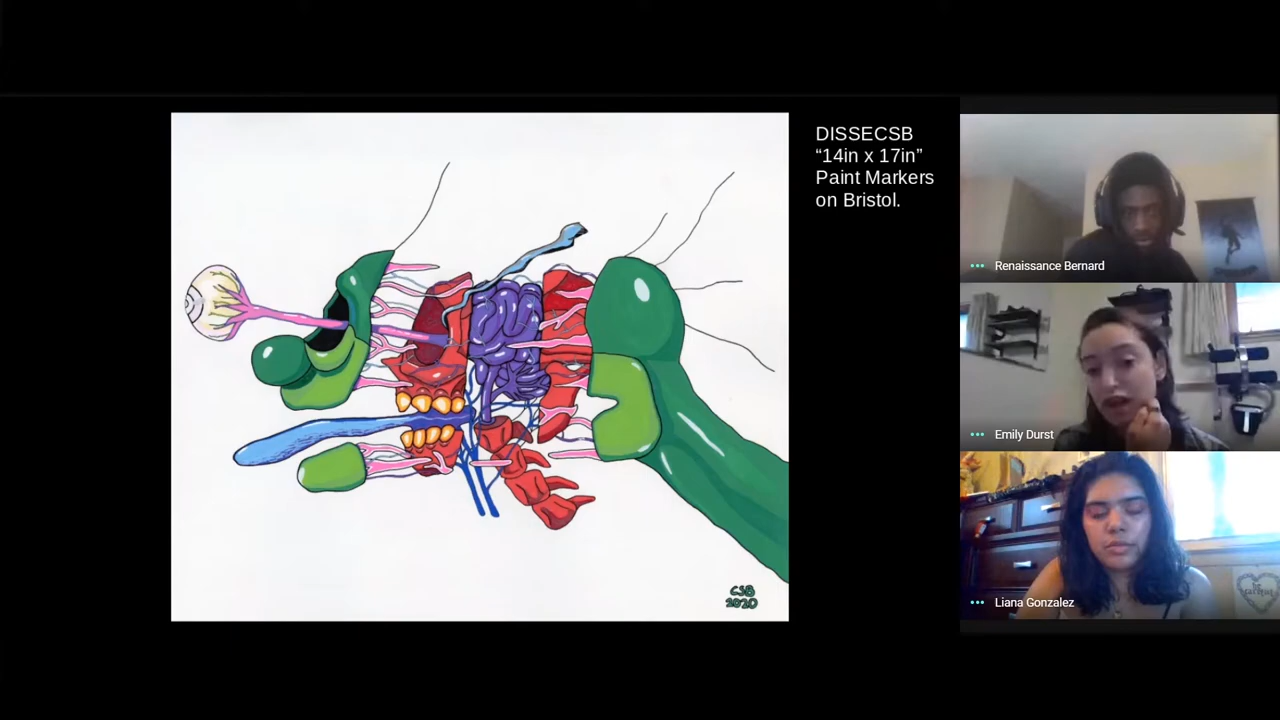 DISSECSB
“14in x 17in”
Paint Markers
on Bristol.
Renaissance Bernard
Emily Durst
Liana Gonzalez
CSB
2020